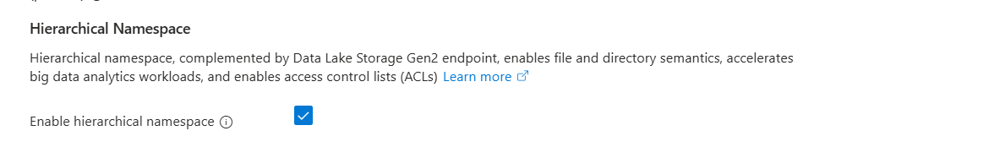 Hierarchical Namespace
Hierarchical namespace, complemented by Data Lake Storage Gen2 endpoint, enables file and directory semantics, accelerates
big data analytics workloads, and enables access control lists (ACLs) Learn more
Enable hierarchical namespace